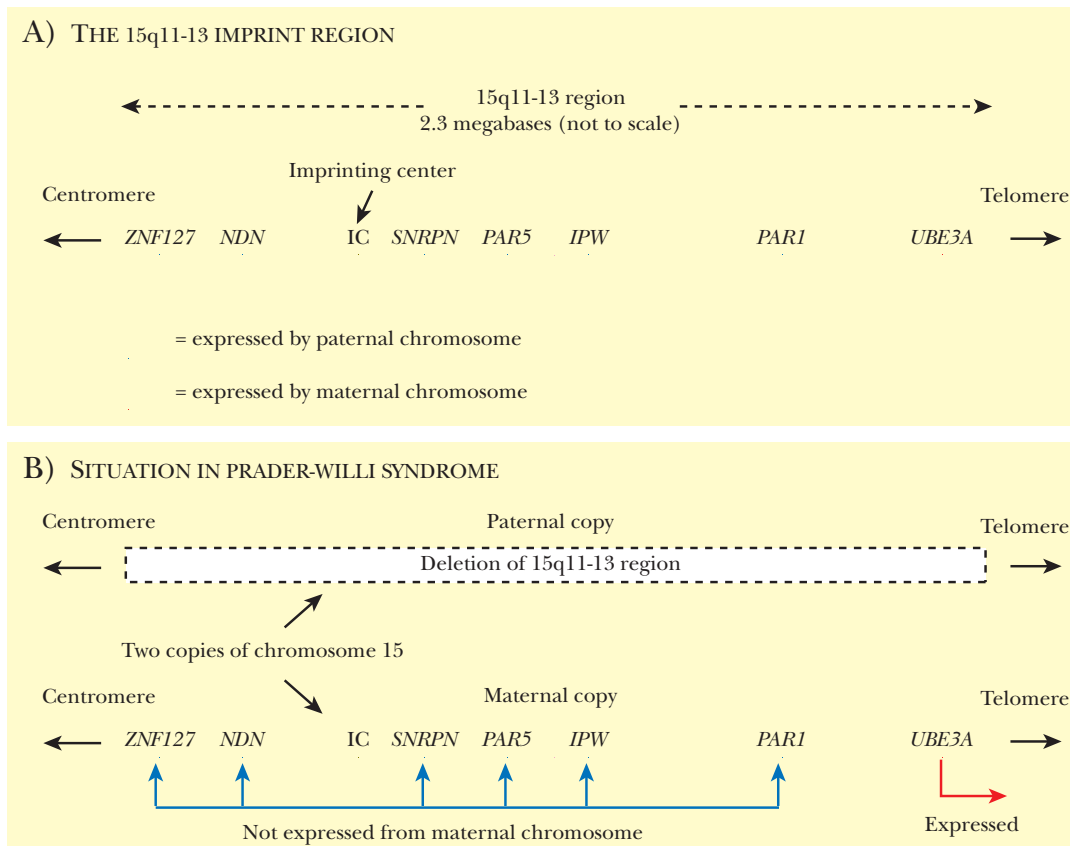 A) THE 15q11-13 IMPRINT REGION
15q11-13 region
2.3 megabases (not to scale)
Imprinting center
Centromere
Telomere
ZNF127 NDN IC SNRPN PAR5 IPW PAR1 UBE3A
= expressed by paternal chromosome
= expressed by maternal chromosome
B) SITUATION IN PRADER-WILLI SYNDROME
Centromere Paternal copy Telomere
Deletion of 15q11-13 region
Two copies of chromosome 15
Centromere Maternal copy Telomere
ZNF127 NDN IC SNRPN PAR5 IPW PAR1 UBE3A
Not expressed from maternal chromosome
Expressed